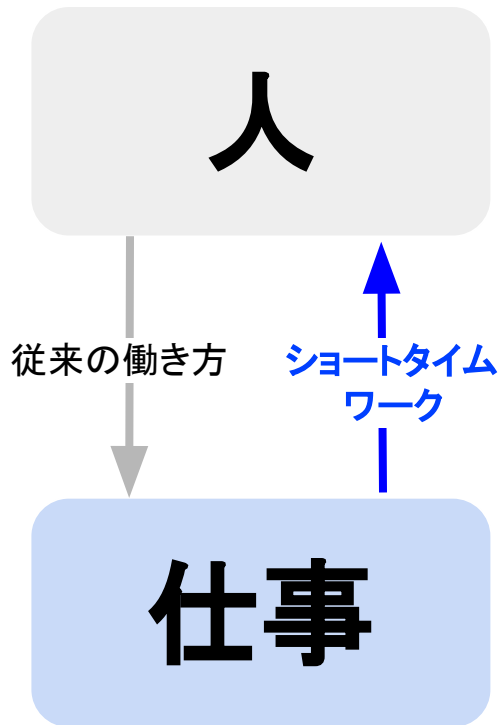 人
従来の働き方
ショートタイム
ワーク
仕事